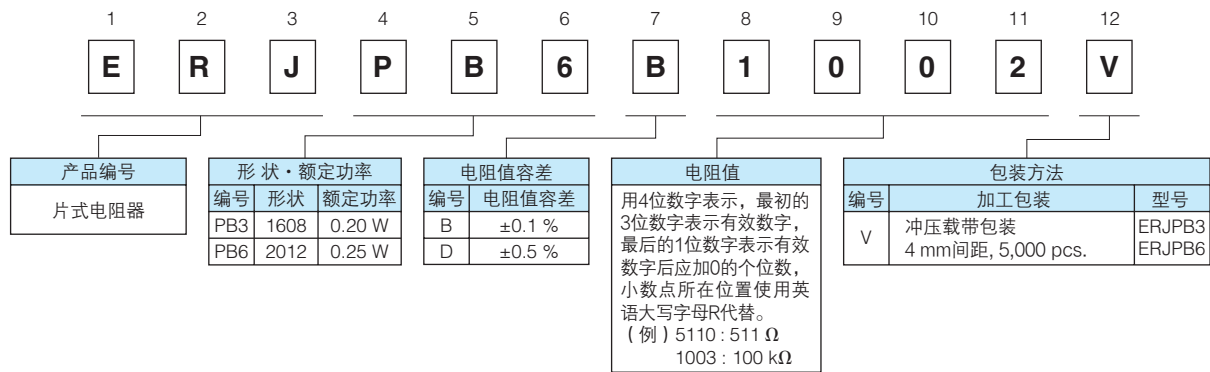 1 2 3 4 5 6 7 8 9 10 11 12
E R J P B 6 B 1 0 0 2 V
产品编号
片式电阻器
形 状・额定功率
编号 形状 额定功率
PB3 1608 0.20 W
PB6 2012 0.25 W
电阻值容差
编号 电阻值容差
B ±0.1 %
D ±0.5 %
电阻值
用4位数字表示，最初的
3位数字表示有效数字，
最后的1位数字表示有效
数字后应加0的个位数，
小数点所在位置使用英
语大写字母R代替。
（例）5110 : 511 Ω
1003 : 100 kΩ
包装方法
编号 加工包装 型号
V 冲压载带包装 ERJPB3
4 mm间距, 5,000 pcs. ERJPB6